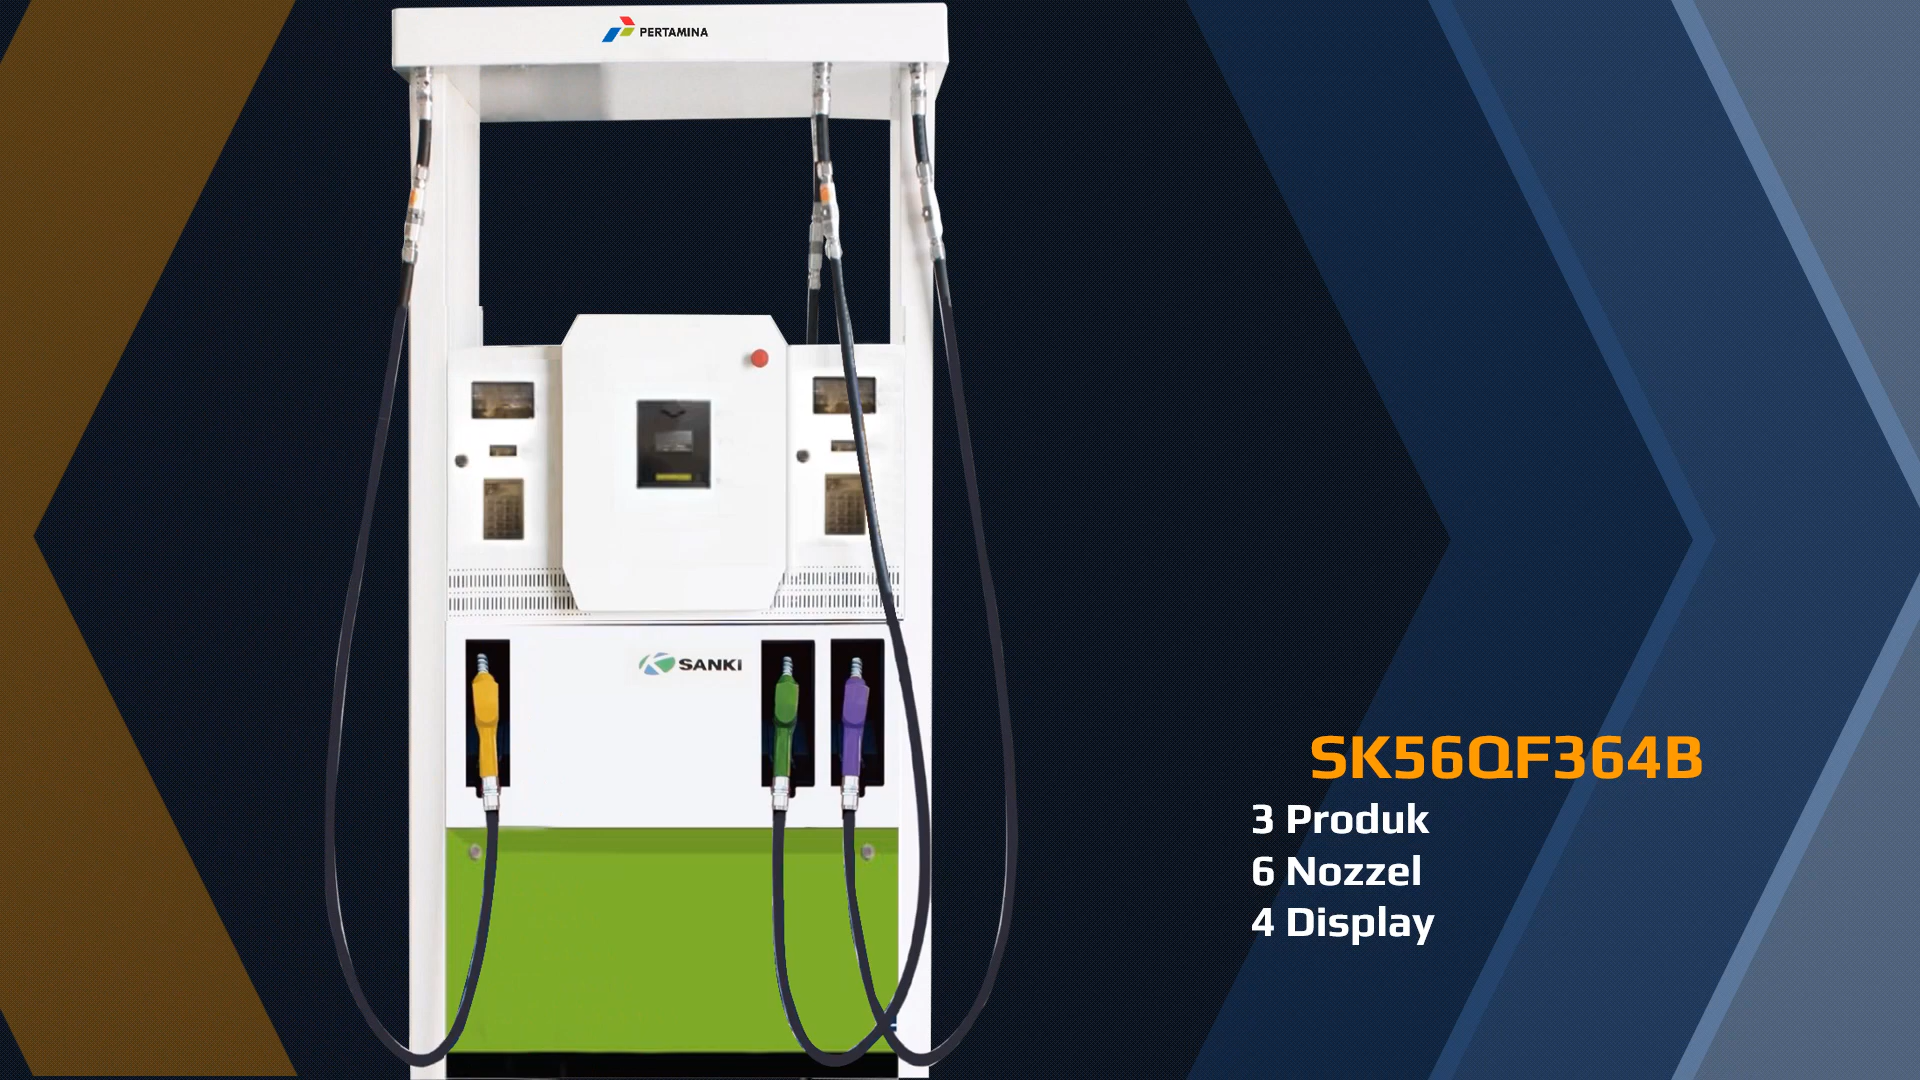 PERTAMINA
SANKI
SK56QF364B
3 Produk
6 Nozzel
4 Display